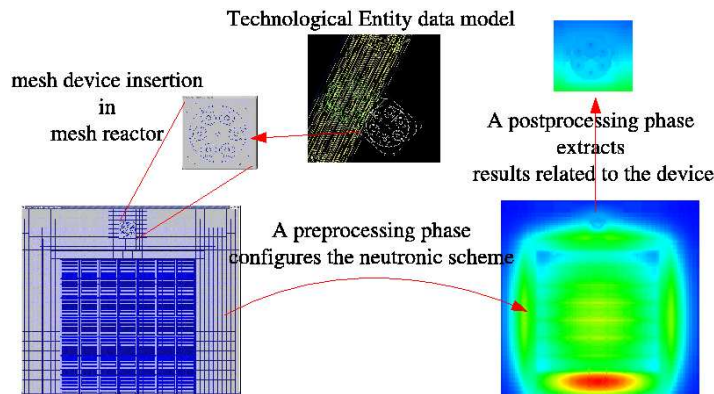 Technological Entity data model
mesh device insertion
in
mesh reactor
A postprocessing phase
extracts
results related to the device
A preprocessing phase
configures the neutronic scheme